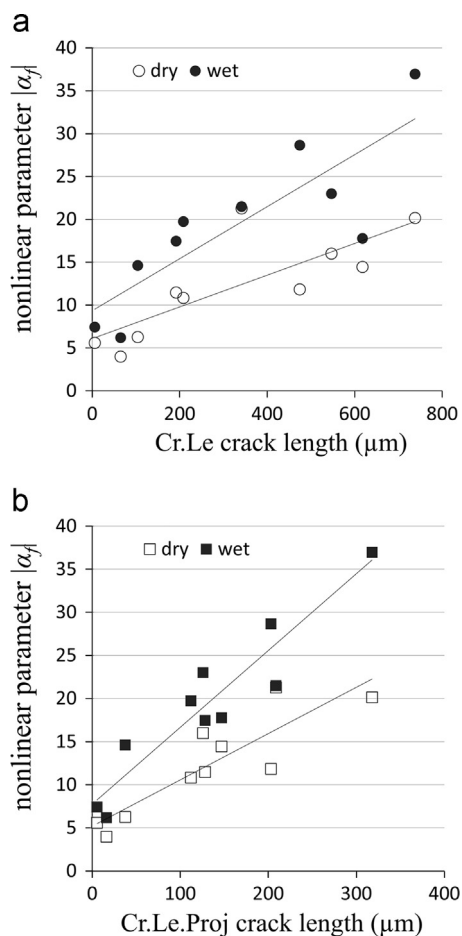 a
40
35
30
25
20
15
10
5
0
nonlinear parameter |αf|
dry wet
0 200 400 600 800
Cr.Le crack length (µm)
b
40
35
30
25
20
15
10
5
0
nonlinear parameter |αf|
dry wet
0 100 200 300 400
Cr.Le.Proj crack length (µm)